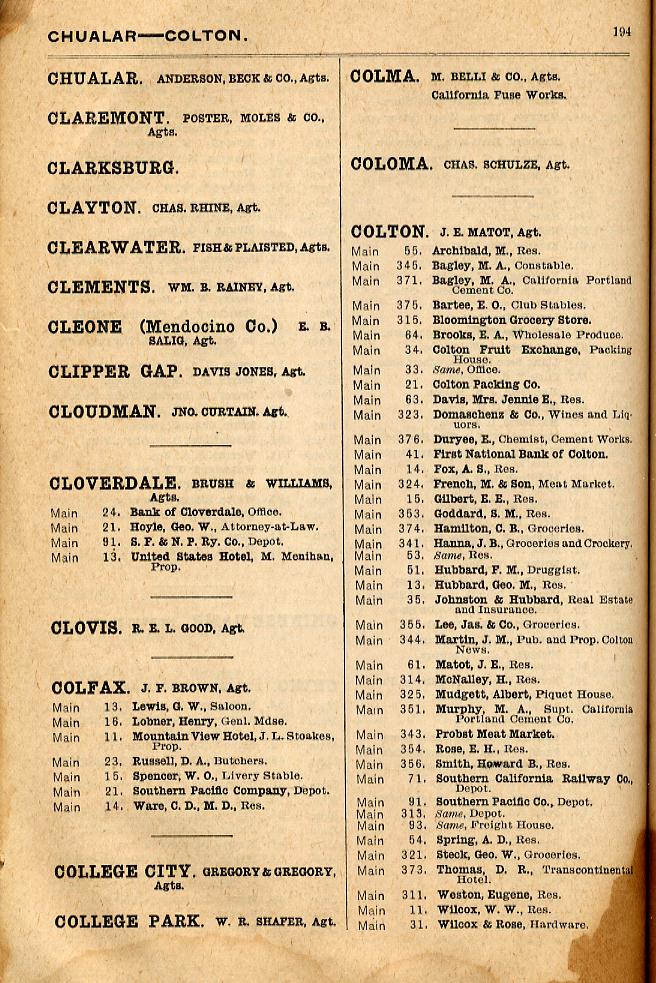 CHUALAR—COLTON.
194
CHUALAR. ANDERSON, BECK & CO., Agts.
CLAREMONT. POSTER, MOLES & CO.,
Agts.
CLARKSBURG.
CLAYTON. CHAS. RHINE, Agt.
CLEARWATER. FISH & PLAISTED, Agts.
CLEMENTS. WM. B. RAINEY, Agt.
CLEONE (Mendocino Co.) E. B.
SALIG, Agt.
CLIPPER GAP. DAVIS JONES, Agt.
CLOUDMAN. JNO. CURTAIN. Agt.
CLOVERDALE. BRUSH & WILLIAMS,
Agts.
Main 24. Bank of Cloverdale, Office.
Main 21. Hoyle, Geo. W., Attorney-at-Law.
Main 91. S. F. & N. P. Ry. Co., Depot.
Main 13. United States Hotel, M. Menihan,
Prop.
CLOVIS. R. E. L. GOOD, Agt.
COLFAX. J. F. BROWN, Agt.
Main 13. Lewis, G. W., Saloon.
Main 16. Lobner, Henry, Genl. Mdse.
Main 11. Mountain View Hotel, J. L. Stoakes,
Prop.
Main 23. Russell, D. A., Butchers.
Main 15. Spencer, W. O., Livery Stable.
Main 21. Southern Pacific Company, Depot.
Main 14. Ware, C. D., M. D., Res.
COLLEGE CITY. GREGORY & GREGORY,
Agts.
COLLEGE PARK. W. R. SHAFER, Agt.
COLMA. M. BELLI & CO., Agts.
California Fuse Works.
COLOMA. CHAS. SCHULZE, Agt.
COLTON. J. E. MATOT, Agt.
Main 55. Archibald, M., Res.
Main 345. Bagley, M. A., Constable.
Main 371. Bagley, M. A., California Portland
Cement Co.
Main 375. Bartee, E. O., Club Stables.
Main 315. Bloomington Grocery Store.
Main 64. Brooks, E. A., Wholesale Produce.
Main 34. Colton Fruit Exchange, Packing
House.
Main 33. Same, Office.
Main 21. Colton Packing Co.
Main 63. Davis, Mrs. Jennie E., Res.
Main 323. Domaschenz & Co., Wines and Liq-
uors.
Main 376. Duryee, E., Chemist, Cement Works.
Main 41. First National Bank of Colton.
Main 14. Fox, A. S., Res.
Main 324. French, M. & Son, Meat Market.
Main 15. Gilbert, E. E., Res.
Main 353. Goddard, S. M., Res.
Main 374. Hamilton, C. B., Groceries.
Main 341. Hanna, J. B., Groceries and Crockery.
Main 53. Same, Res.
Main 51. Hubbard, F. M., Druggist.
Main 13. Hubbard, Geo. M., Res.
Main 35. Johnston & Hubbard, Real Estate
and Insurance.
Main 355. Lee, Jas. & Co., Groceries.
Main 344. Martin, J. M., Pub. and Prop. Colton
News.
Main 61. Matot, J. E., Res.
Main 314. McNalley, H., Res.
Main 325. Mudgett, Albert, Piquet House.
Main 351. Murphy, M. A., Supt. California
Portland Cement Co.
Main 343. Probst Meat Market.
Main 354. Rose, E. H., Res.
Main 356. Smith, Howard B., Res.
Main 71. Southern California Railway Co.,
Depot.
Main 91. Southern Pacific Co., Depot.
Main 313. Same, Depot.
Main 93. Same, Freight House.
Main 54. Spring, A. D., Res.
Main 321. Steck, Geo. W., Groceries.
Main 373. Thomas, D. R., Transcontinental
Hotel.
Main 311. Weston, Eugene, Res.
Main 11. Wilcox, W. W., Res.
Main 31. Wilcox & Rose, Hardware.